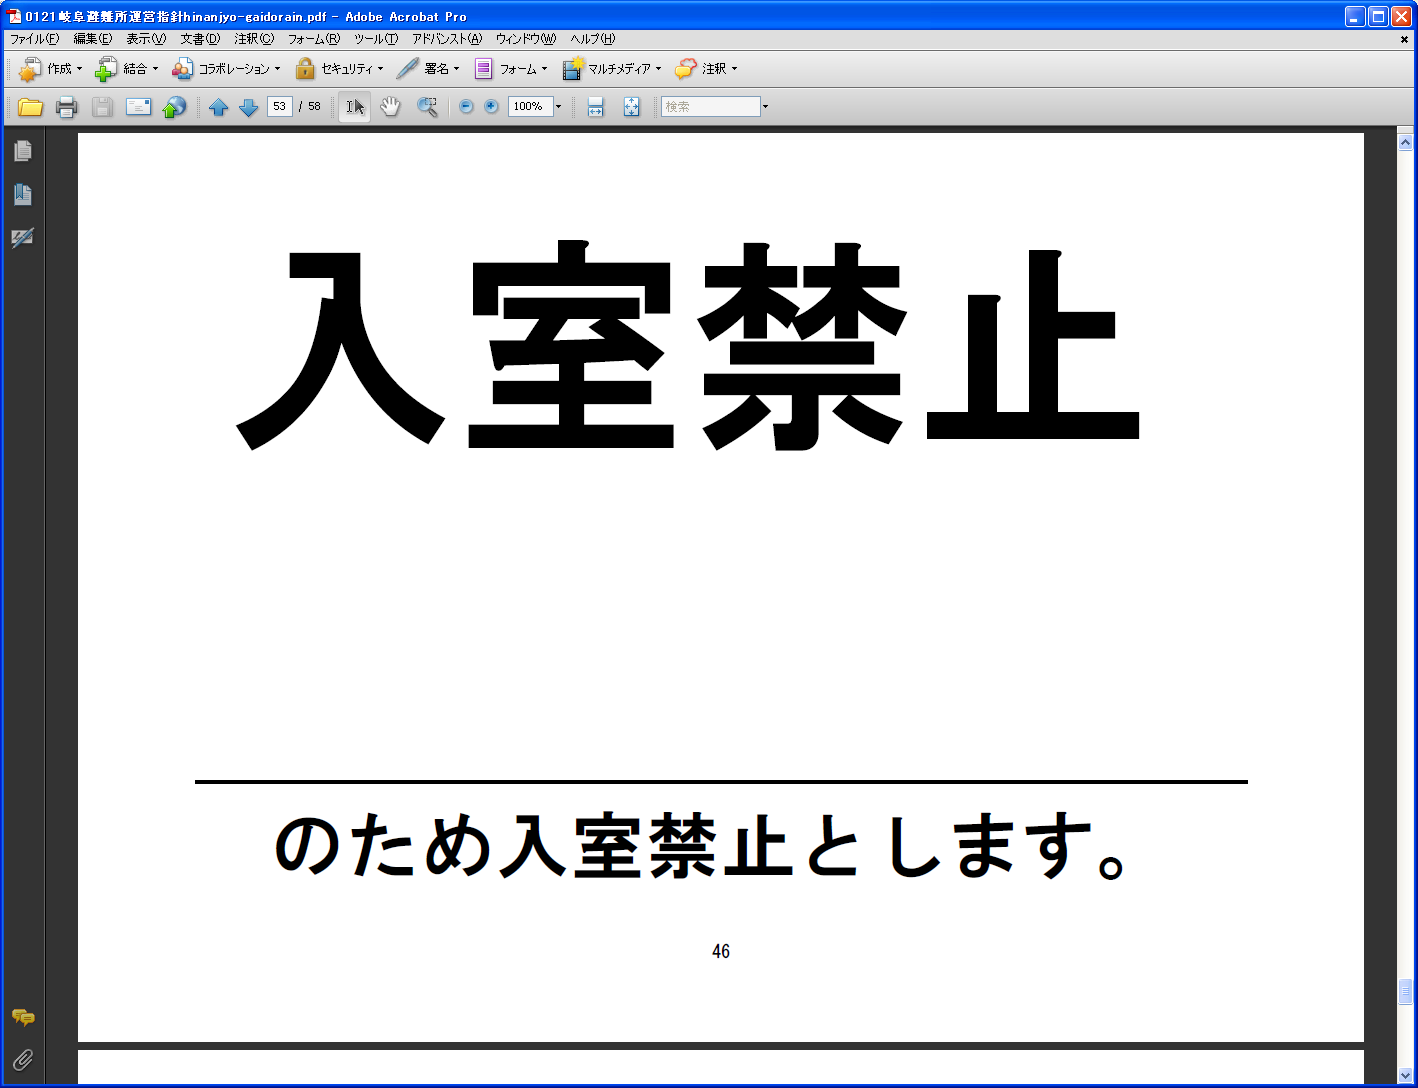 0121岐阜避難所運営指針hinanjyo-gaidorain.pdf - Adobe Acrobat Pro
ファイル(F) 編集(E) 表示(V) 文書(D) 注釈(C) フォーム(R) ツール(T) アドバンスト(A) ウィンドウ(W) ヘルプ(H)
作成 結合 コラボレーション セキュリティ 署名 フォーム マルチメディア 注釈
53 / 58 100% 検索
入室禁止
のため入室禁止とします。
46